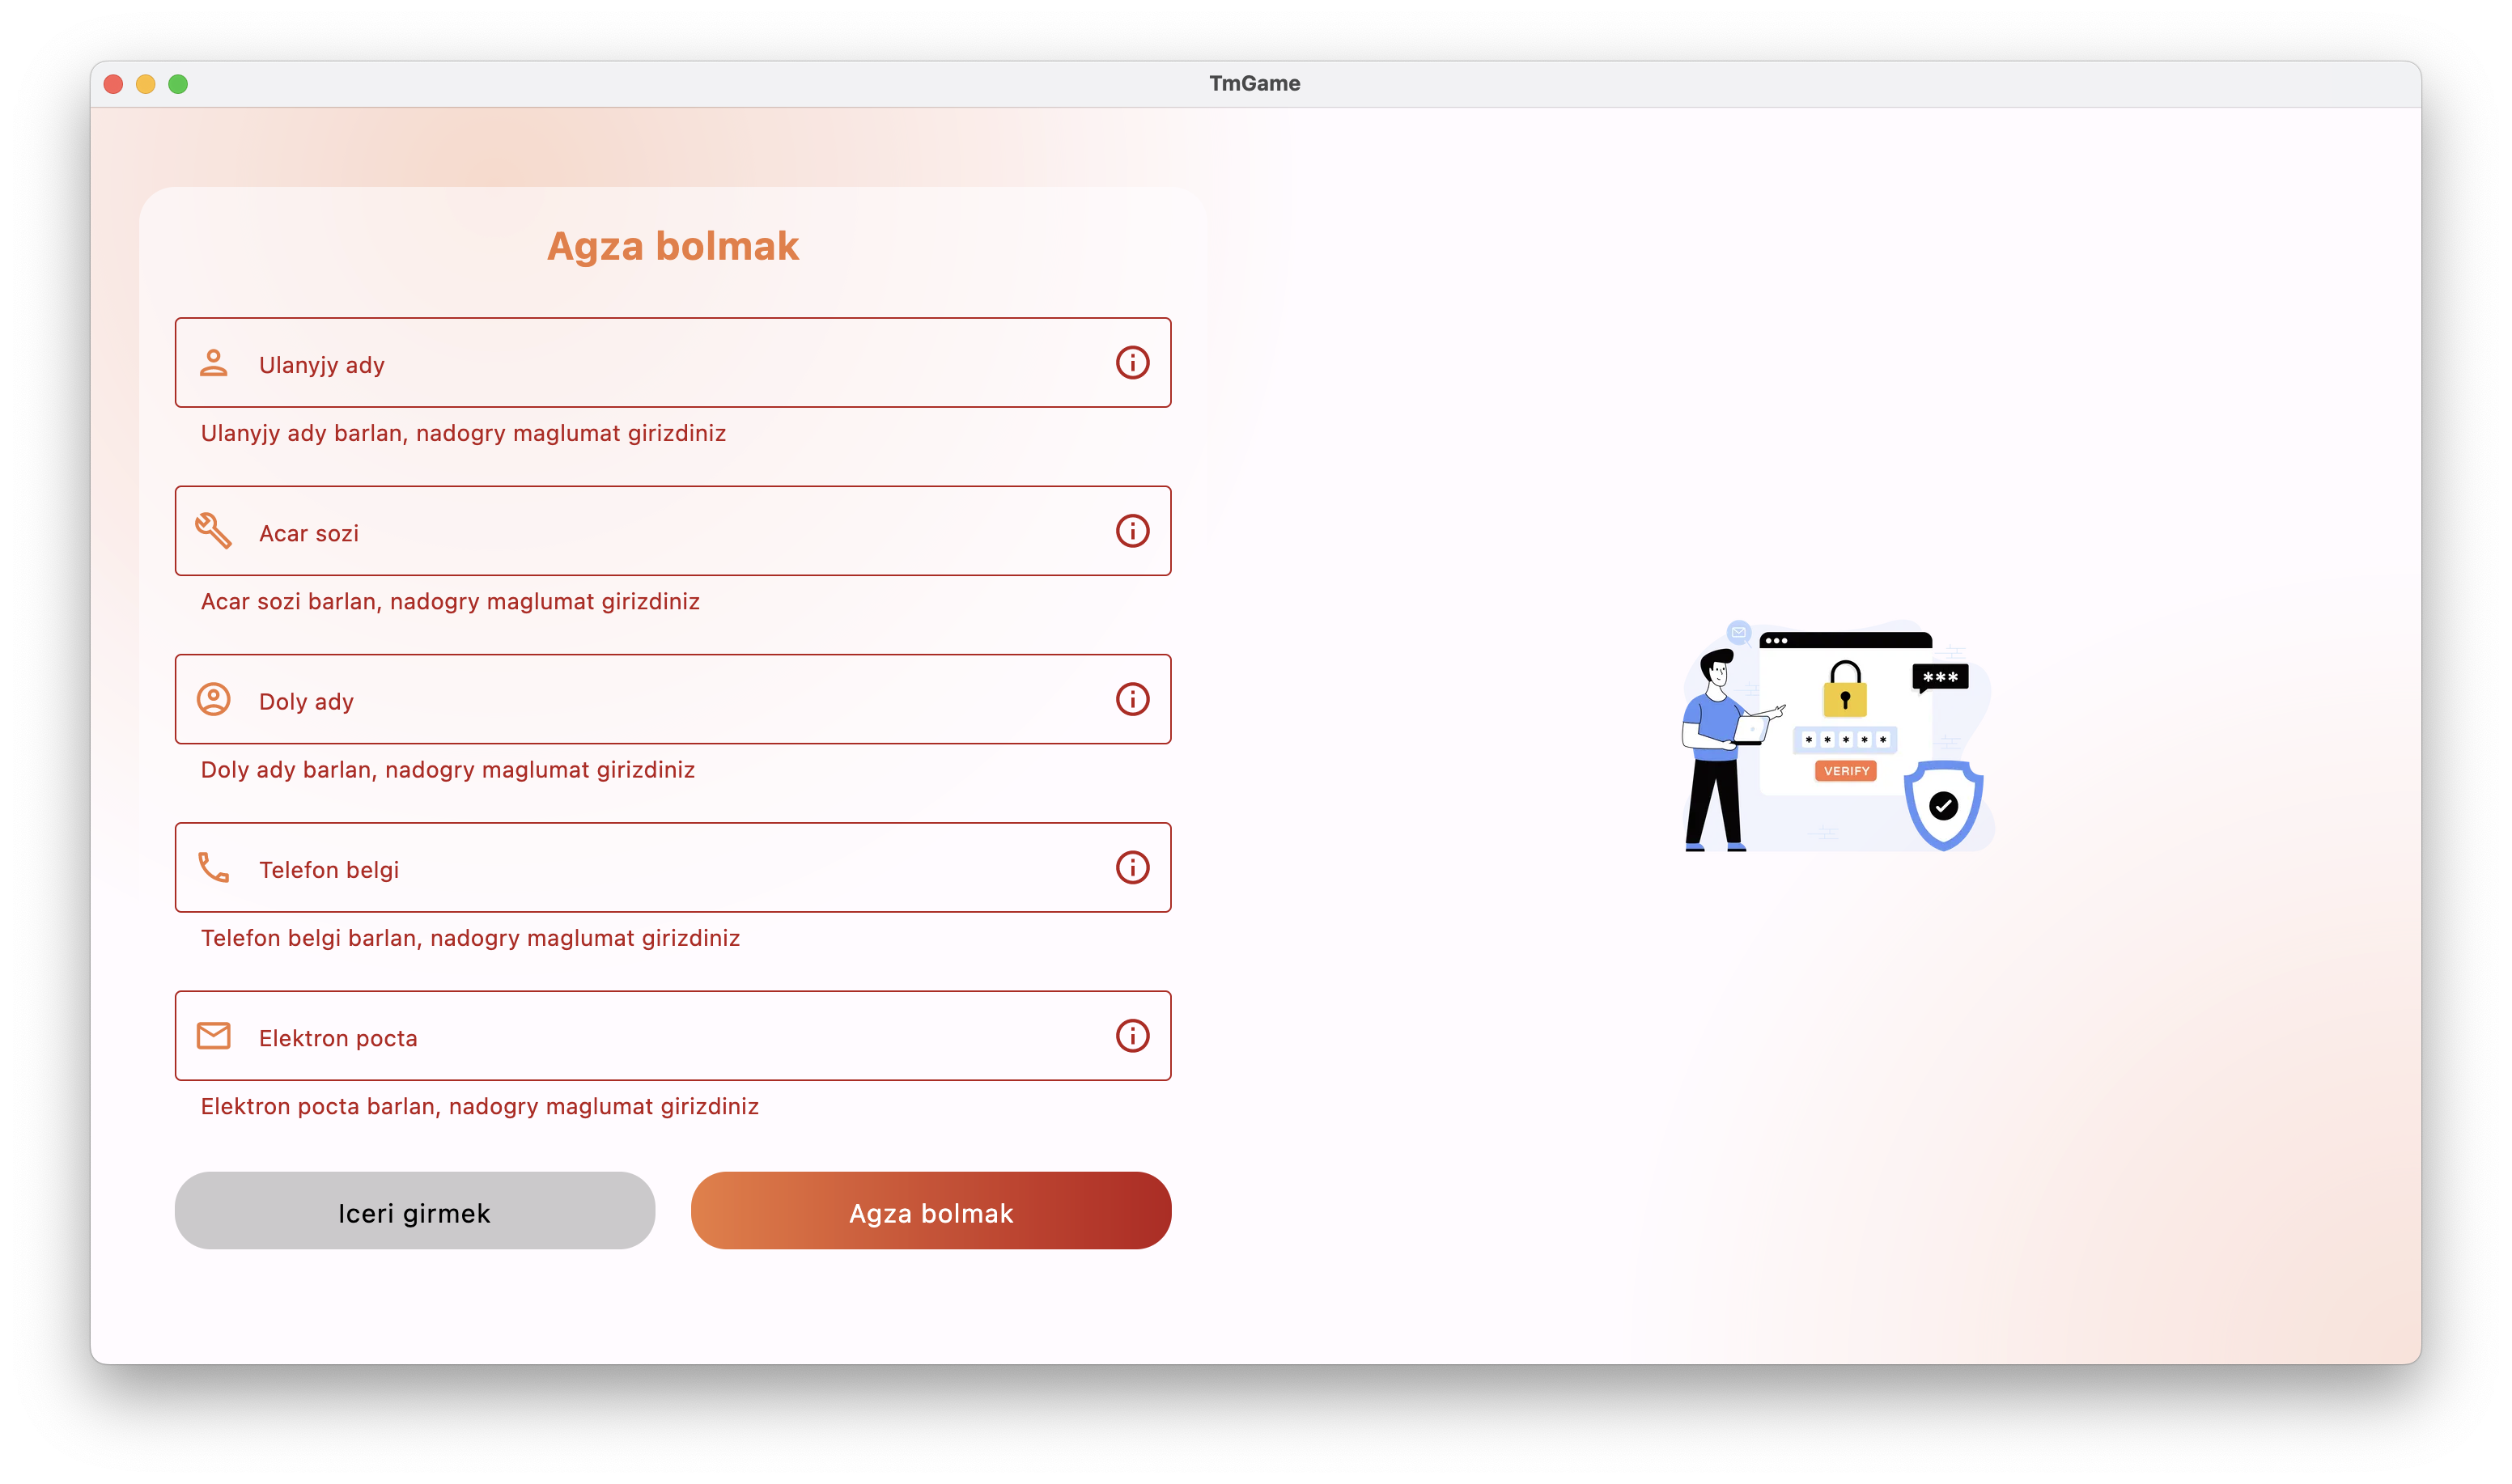 TmGame
Agza bolmak
Ulanyjy ady
Ulanyjy ady barlan, nadogry maglumat girizdiniz
Acar sozi
Acar sozi barlan, nadogry maglumat girizdiniz
Doly ady
Doly ady barlan, nadogry maglumat girizdiniz
Telefon belgi
Telefon belgi barlan, nadogry maglumat girizdiniz
Elektron pocta
Elektron pocta barlan, nadogry maglumat girizdiniz
Iceri girmek
Agza bolmak
***
* * * * *
VERIFY